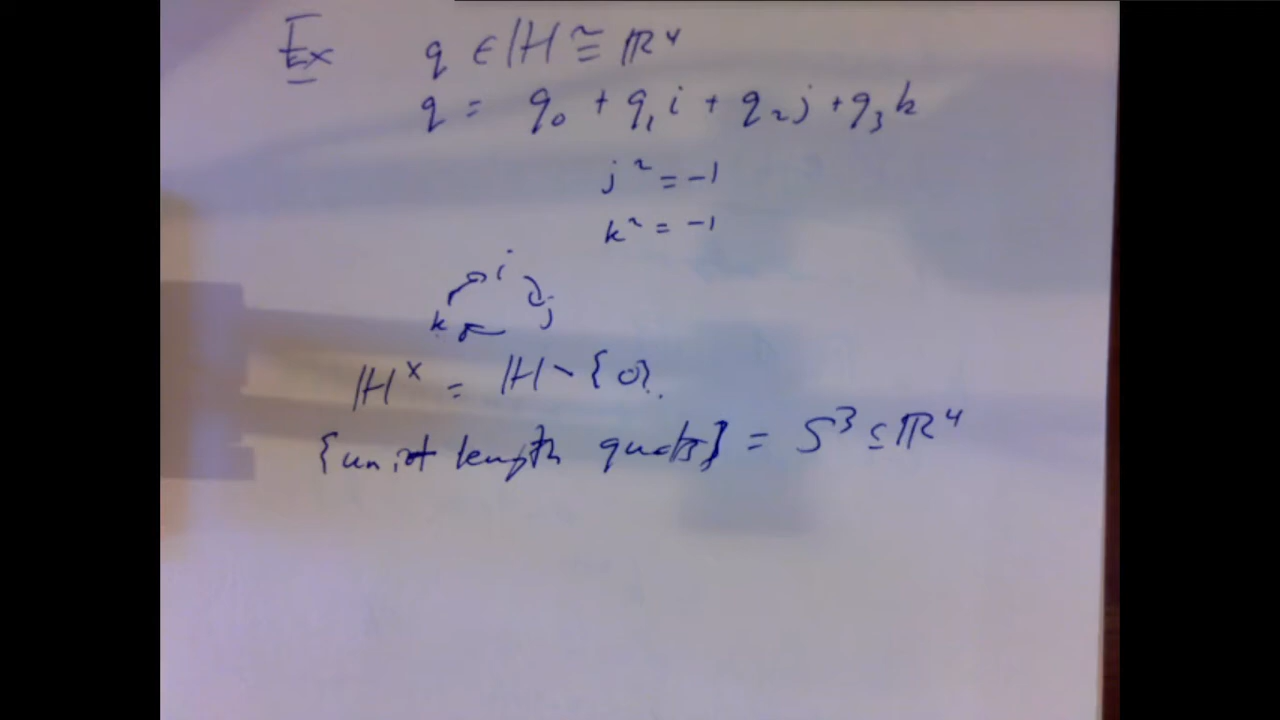 Ex q ∈ ℍ ≅ ℝ⁴
q = q₀ + q₁i + q₂j + q₃k
j² = -1
k² = -1
i
k j
ℍˣ = ℍ ∖ {0}.
{unit length quats} = S³ ⊆ ℝ⁴